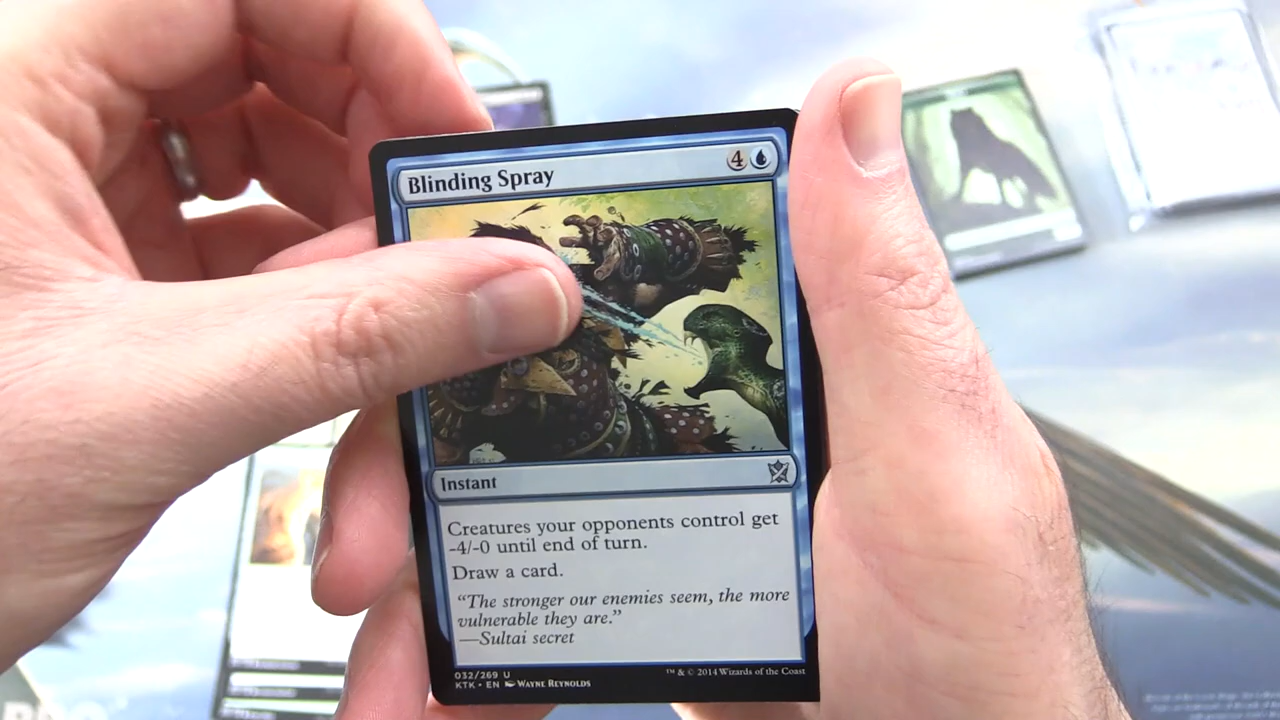 Blinding Spray
4
Instant
Creatures your opponents control get
-4/-0 until end of turn.
Draw a card.
“The stronger our enemies seem, the more
vulnerable they are.”
—Sultai secret
032/269 U
KTK • EN Wayne Reynolds
™ & © 2014 Wizards of the Coast